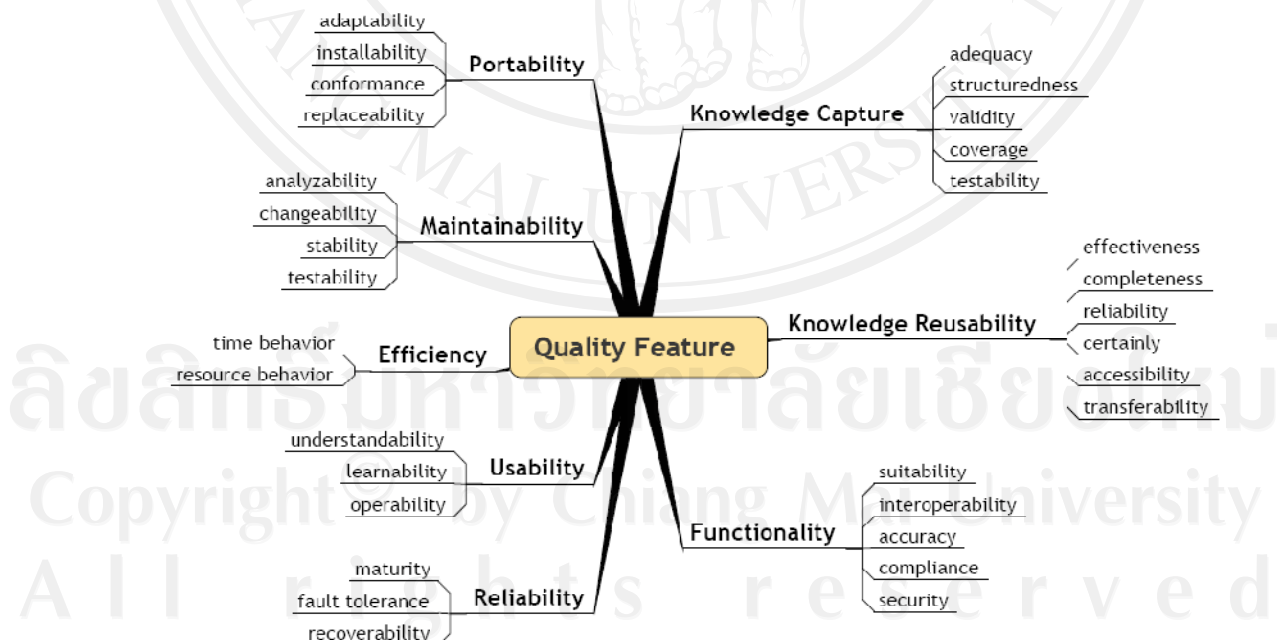 adaptability
installability
conformance
replaceability
Portability
analyzability
changeability
stability
testability
Maintainability
time behavior
resource behavior
Efficiency
understandability
learnability
operability
Usability
maturity
fault tolerance
recoverability
Reliability
Quality Feature
Knowledge Capture
adequacy
structuredness
validity
coverage
testability
Knowledge Reusability
effectiveness
completeness
reliability
certainly
accessibility
transferability
Functionality
suitability
interoperability
accuracy
compliance
security
MAI UNIVERSITY
ลิขสิทธิ์มหาวิทยาลัยเชียงใหม่
Copyright © by Chiang Mai University
All rights reserved